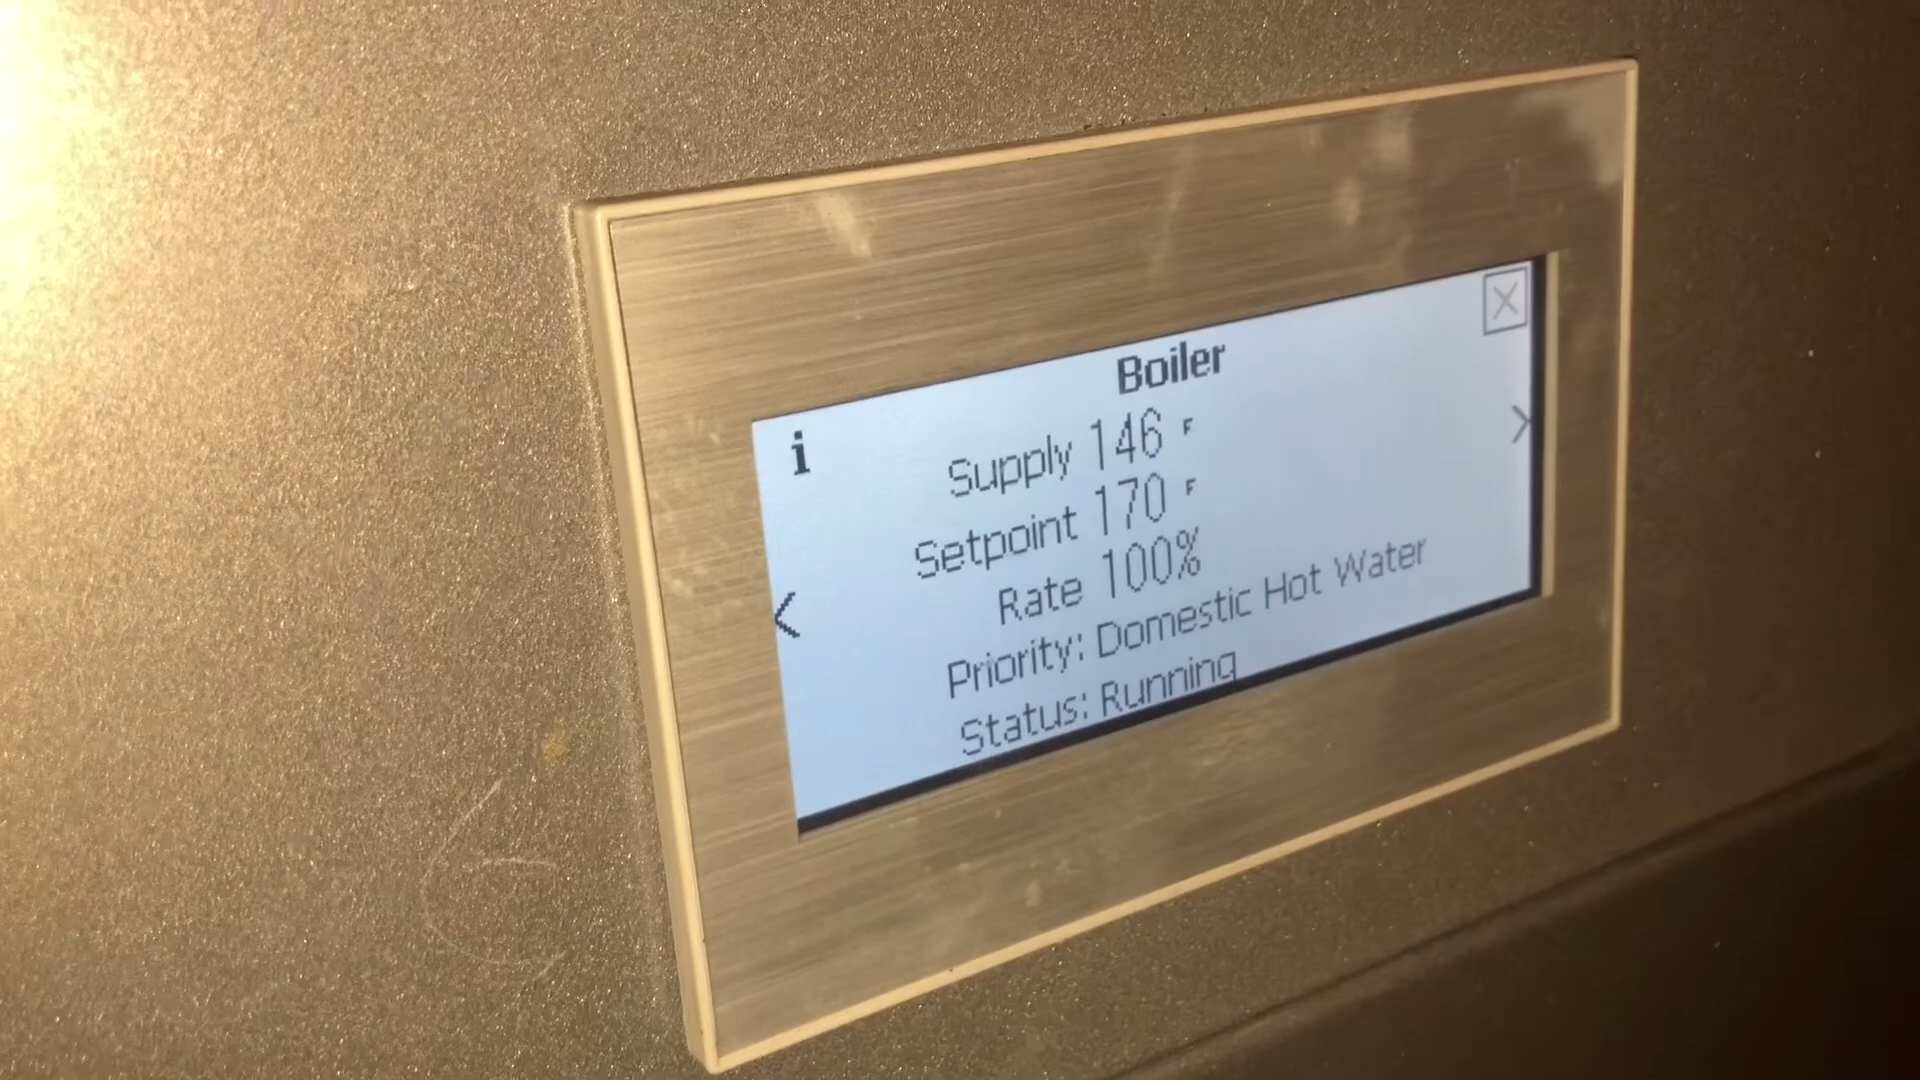 Boiler
i
Supply 146 F
Setpoint 170 F
Rate 100%
Priority: Domestic Hot Water
Status: Running